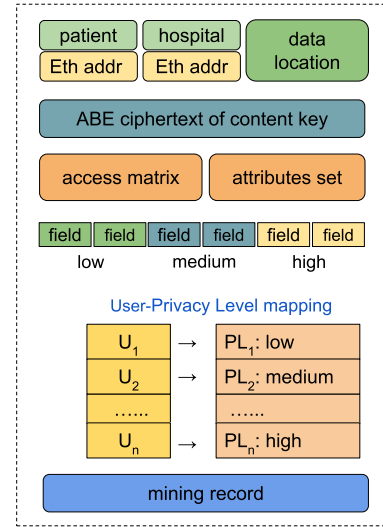 patient hospital data location
Eth addr Eth addr
ABE ciphertext of content key
access matrix attributes set
field field field field field field
low medium high
User-Privacy Level mapping
U1 → PL1: low
U2 → PL2: medium
…... …...
Un → PLn: high
mining record